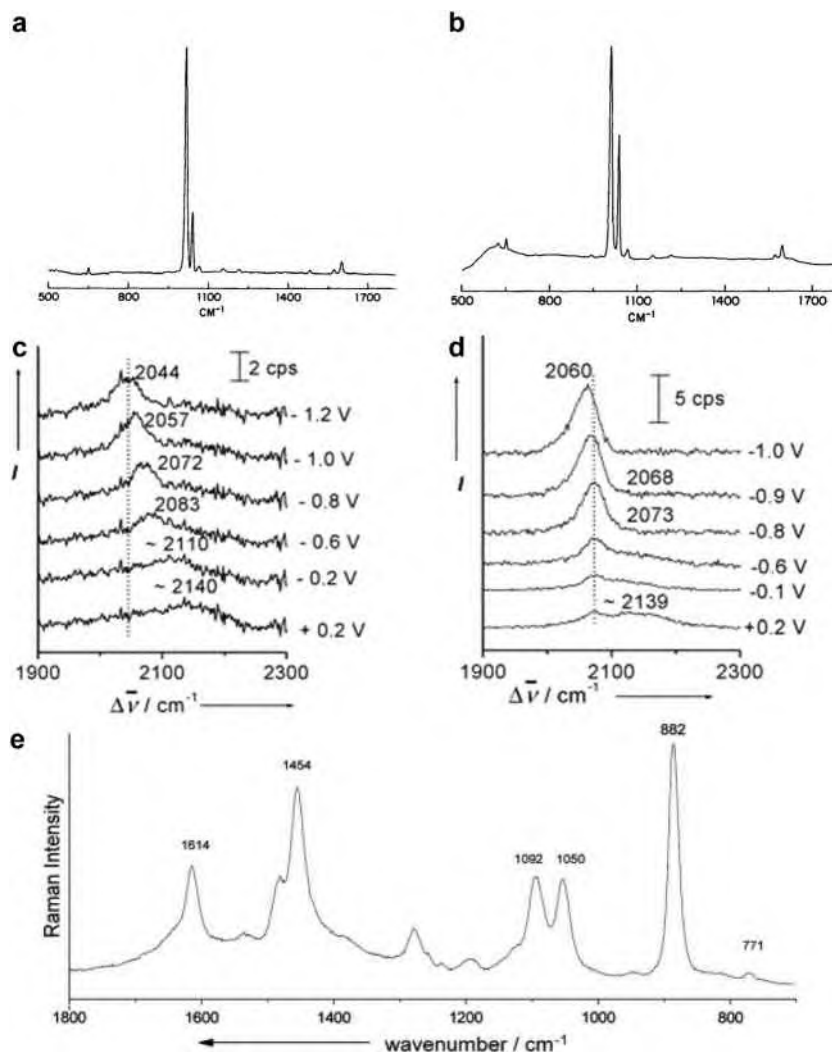 a
b
500 800 1100 1400 1700
CM⁻¹
500 800 1100 1400 1700
CM⁻¹
c
2 cps
2044
- 1.2 V
2057
- 1.0 V
2072
- 0.8 V
2083
- 0.6 V
~ 2110
- 0.2 V
~ 2140
+ 0.2 V
I
1900 2100 2300
Δν̄ / cm⁻¹
d
5 cps
2060
-1.0 V
2068
-0.9 V
2073
-0.8 V
-0.6 V
-0.1 V
~ 2139
+0.2 V
I
1900 2100 2300
Δν̄ / cm⁻¹
e
Raman Intensity
1614
1454
1092
1050
882
771
1800 1600 1400 1200 1000 800
wavenumber / cm⁻¹